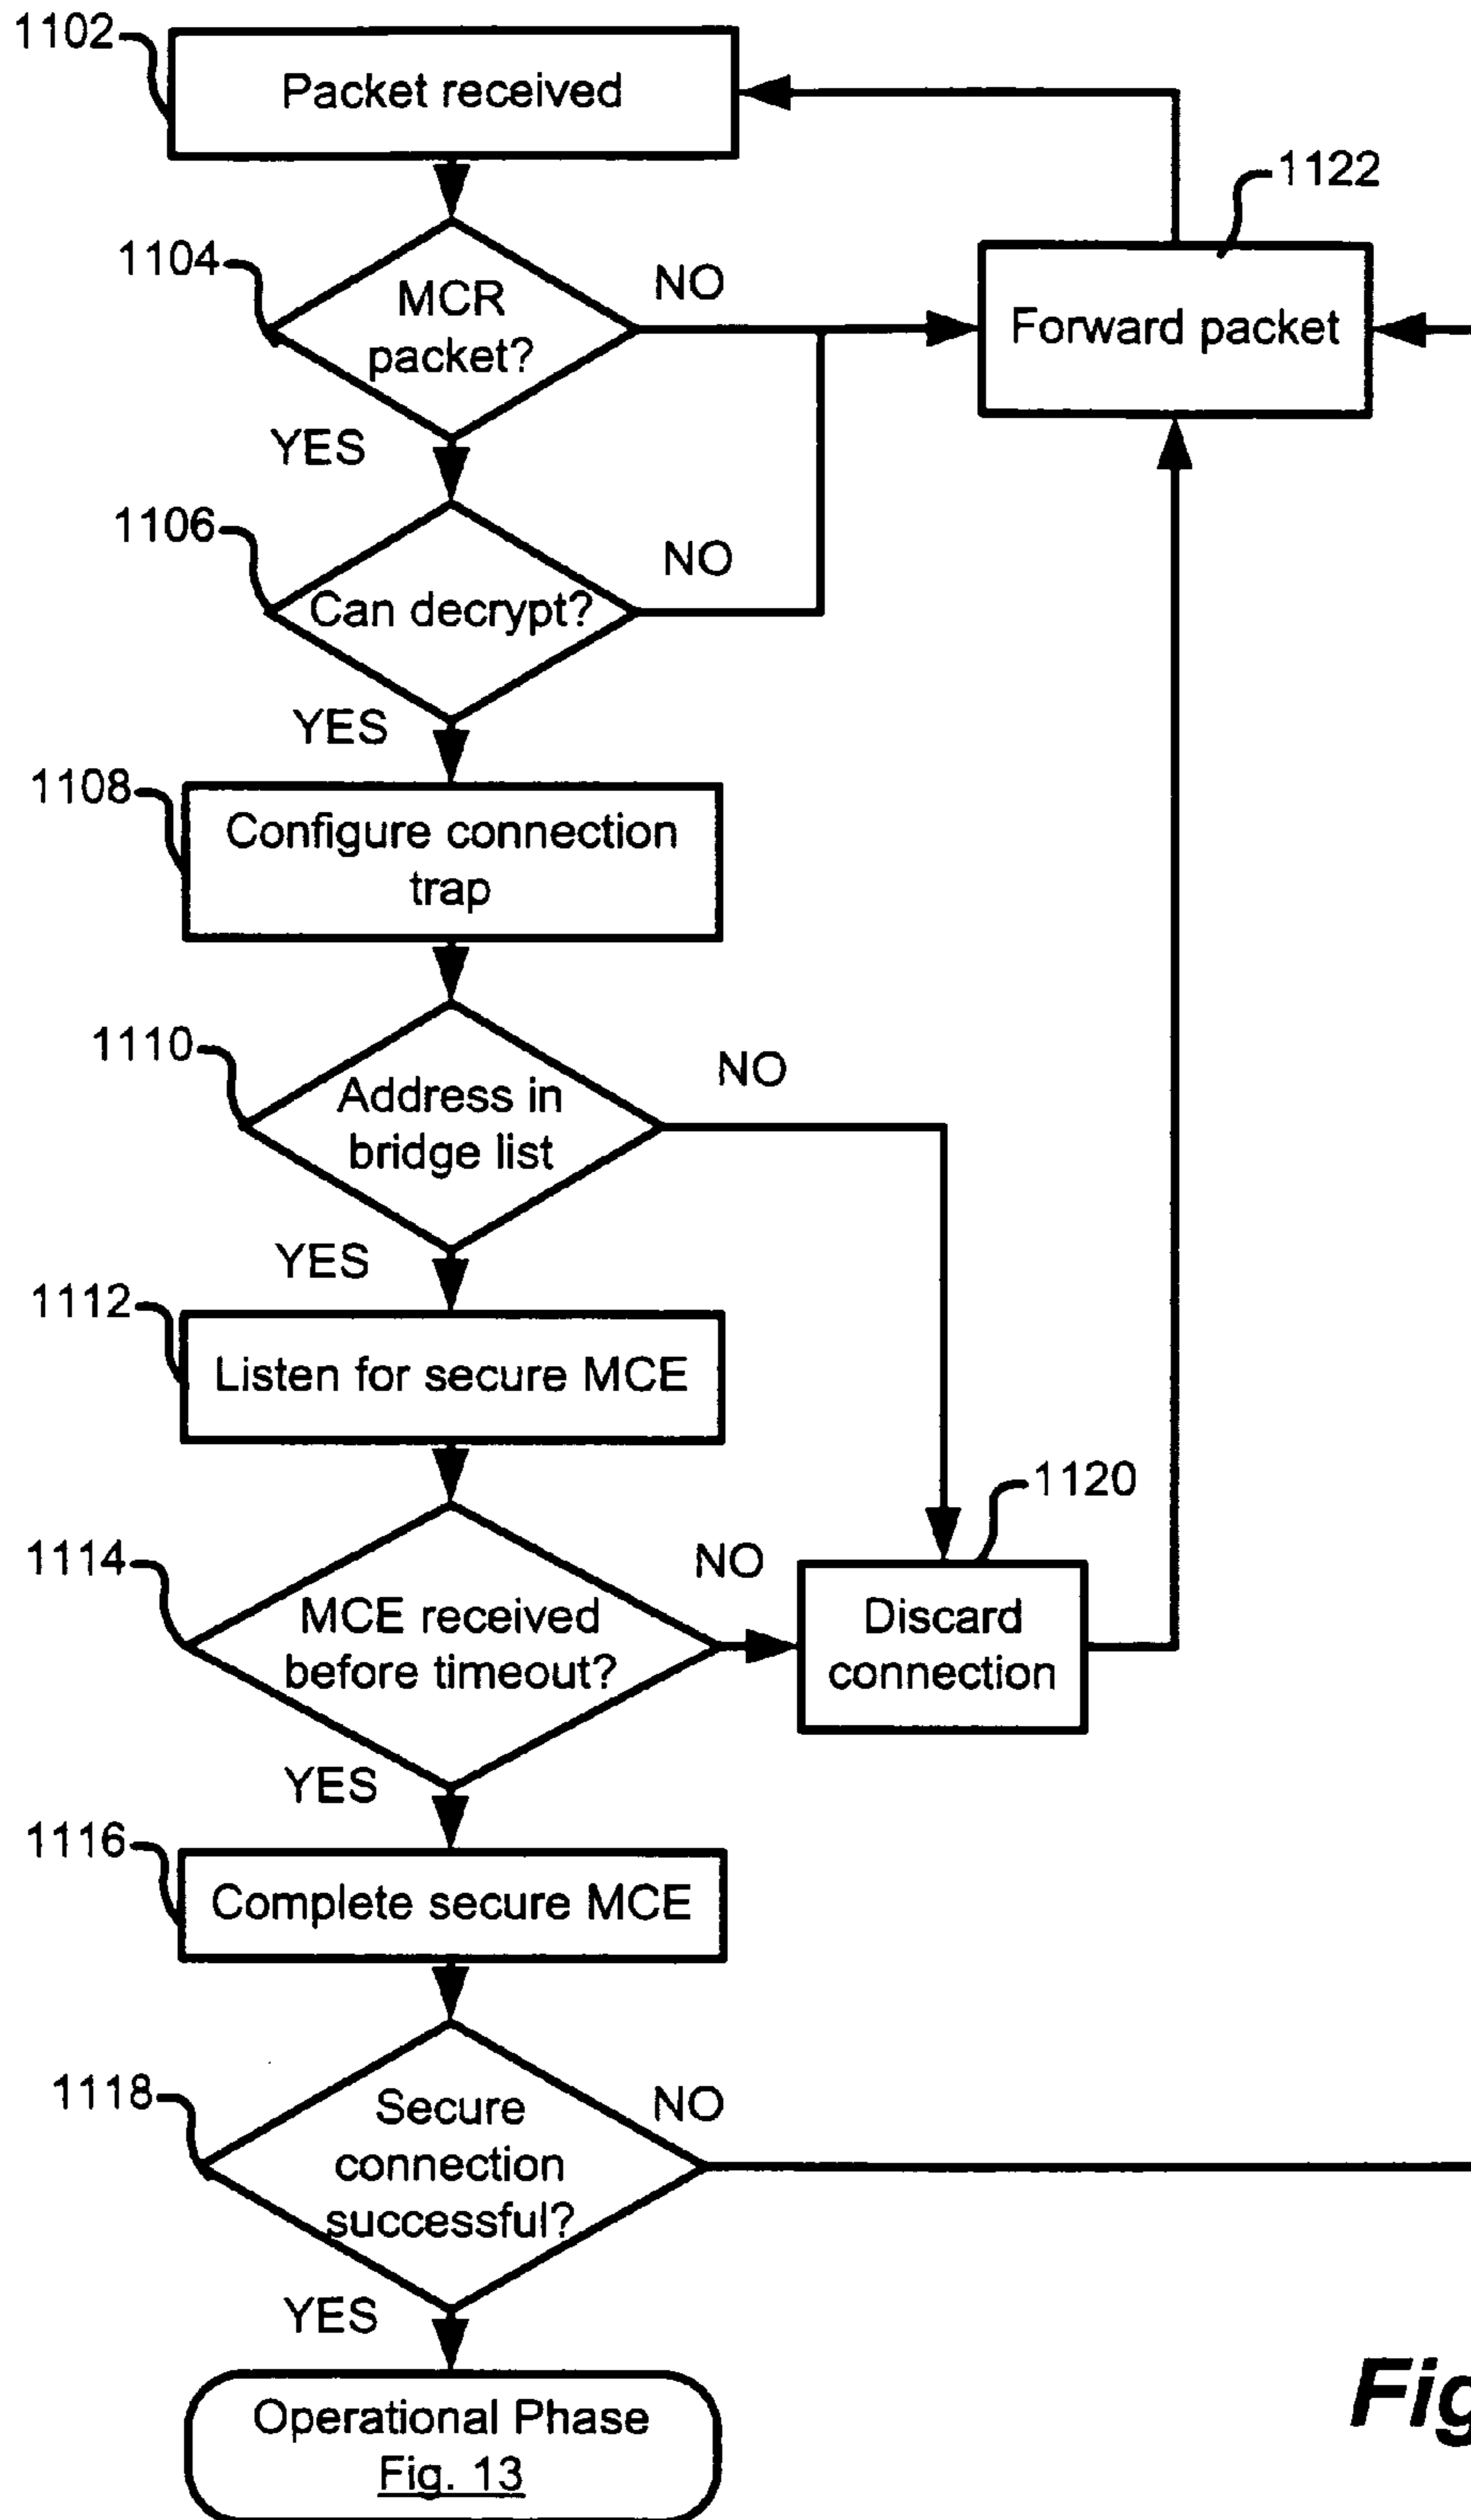 1102
Packet received
1122
1104
MCR
packet?
NO
Forward packet
YES
1106
Can decrypt?
NO
YES
1108
Configure connection
trap
1110
Address in
bridge list
NO
YES
1112
Listen for secure MCE
1120
1114
MCE received
before timeout?
NO
Discard
connection
YES
1116
Complete secure MCE
1118
Secure
connection
successful?
NO
YES
Operational Phase
Fig. 13
Fig